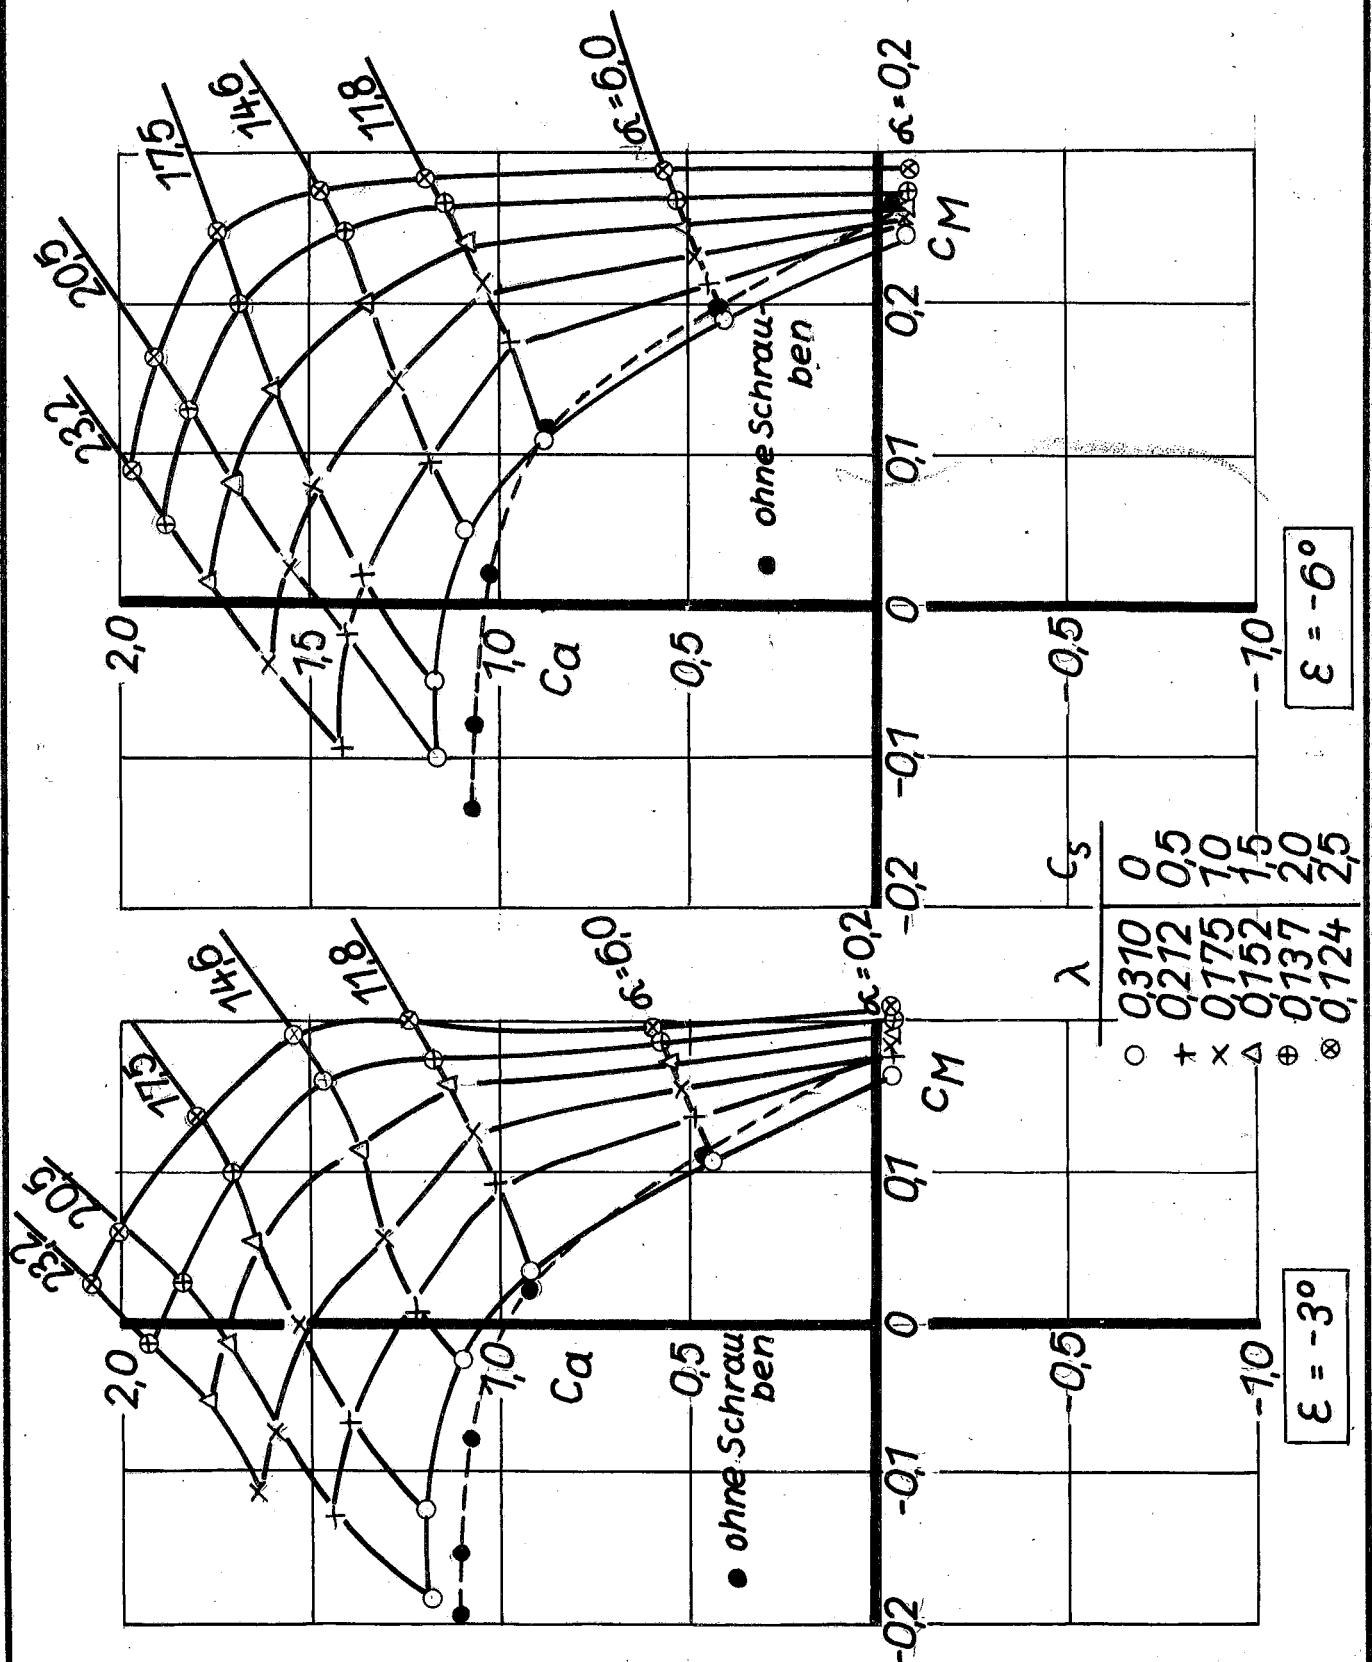 23,2
20,5
17,5
14,6
11,8
α=6,0
α=0,2
2,0
Ca
1,0
0,5
-0,2
-0,1
0
0,1
CM
-0,5
-1,0
● ohne Schrau
ben
ε = -3°
23,2
20,5
17,5
14,6
11,8
α=6,0
α=0,2
2,0
1,5
1,0
Ca
0,5
-0,2
-0,1
0
0,1
0,2
CM
-0,5
-1,0
● ohne Schrau-
ben
ε = -6°
λ Cs
○ 0,310 0
+ 0,212 0,5
× 0,175 1,0
△ 0,152 1,5
⊕ 0,137 2,0
⊗ 0,124 2,5